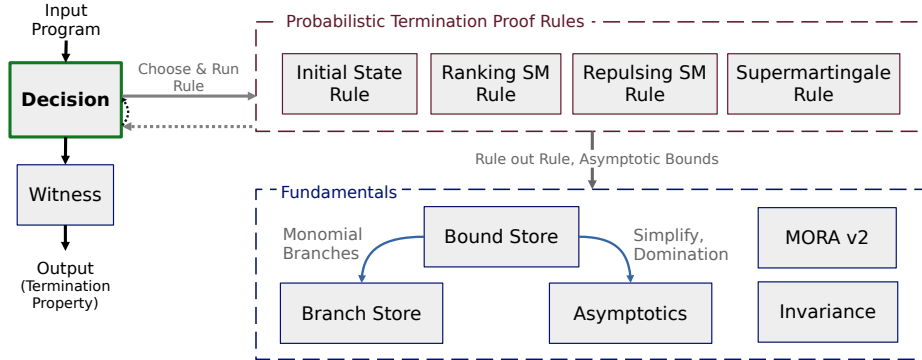 Input
Program
Decision
Witness
Output
(Termination
Property)
Choose & Run
Rule
Probabilistic Termination Proof Rules
Initial State
Rule
Ranking SM
Rule
Repulsing SM
Rule
Supermartingale
Rule
Rule out Rule, Asymptotic Bounds
Fundamentals
Monomial
Branches
Bound Store
Simplify,
Domination
MORA v2
Branch Store
Asymptotics
Invariance